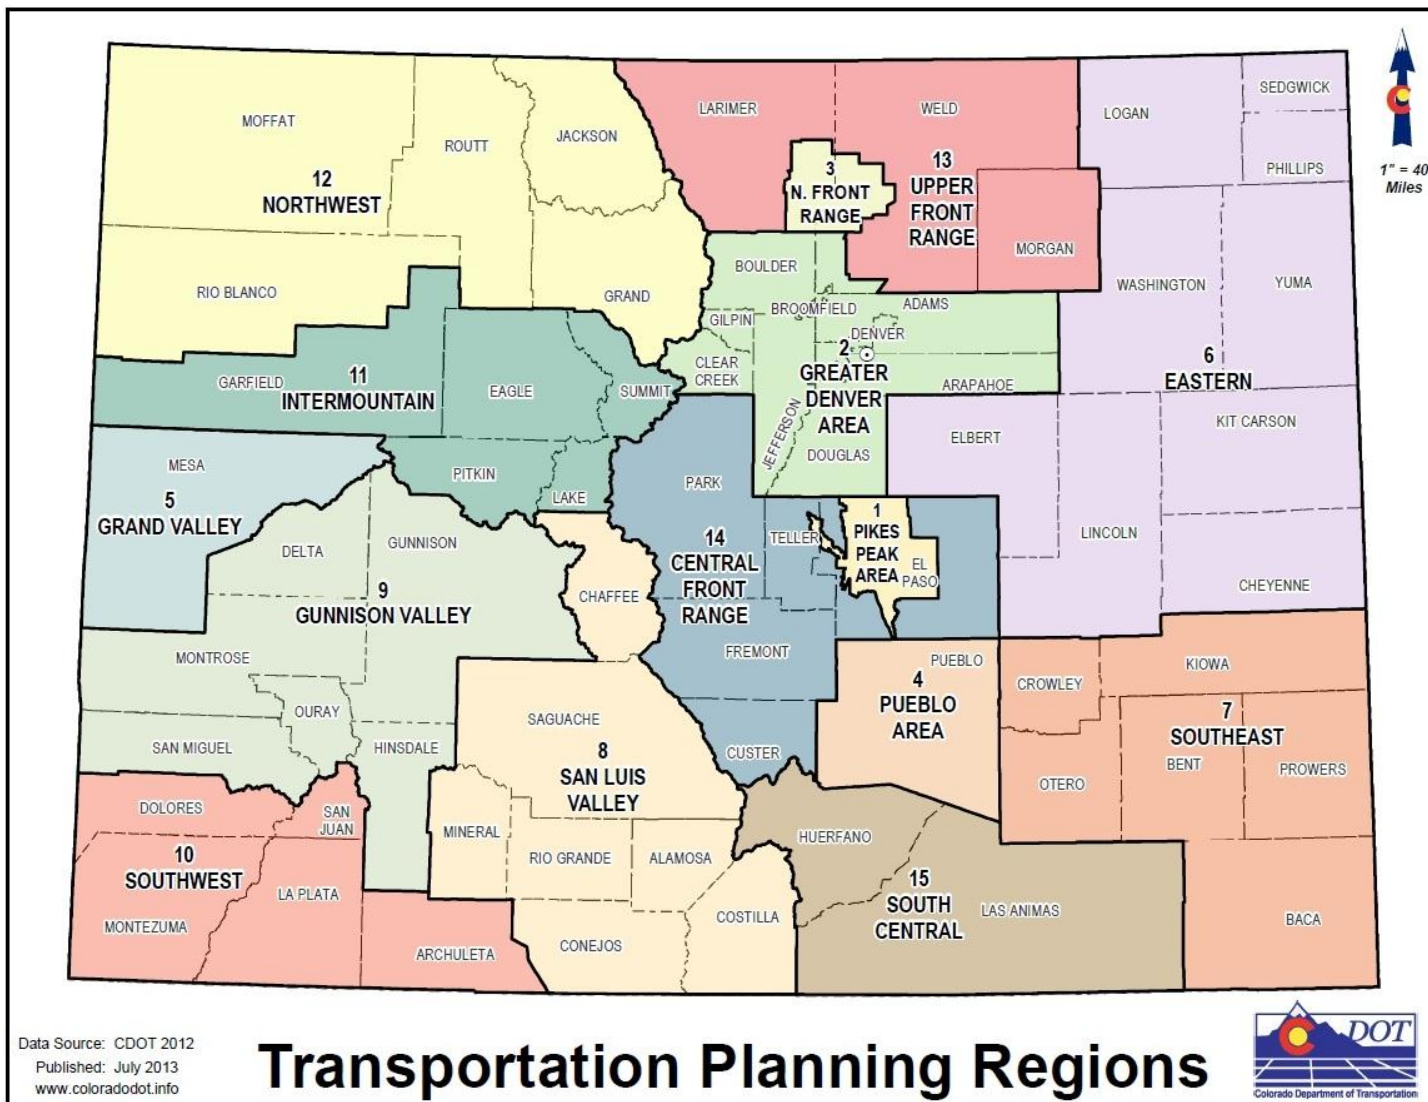 MOFFAT
ROUTT
JACKSON
LARIMER
WELD
LOGAN
SEDGWICK
PHILLIPS
1" = 40
Miles
12
NORTHWEST
3
N. FRONT
RANGE
13
UPPER
FRONT
RANGE
MORGAN
WASHINGTON
YUMA
RIO BLANCO
GRAND
BOULDER
BROOMFIELD
ADAMS
GILPIN
DENVER
CLEAR
CREEK
2
GREATER
DENVER
AREA
ARAPAHOE
JEFFERSON
DOUGLAS
6
EASTERN
GARFIELD
11
INTERMOUNTAIN
EAGLE
SUMMIT
PITKIN
LAKE
ELBERT
KIT CARSON
LINCOLN
CHEYENNE
MESA
5
GRAND VALLEY
DELTA
GUNNISON
9
GUNNISON VALLEY
CHAFFEE
PARK
14
CENTRAL
FRONT
RANGE
TELLER
1
PIKES
PEAK
AREA
EL
PASO
FREMONT
CUSTER
MONTROSE
OURAY
SAN MIGUEL
HINSDALE
SAGUACHE
8
SAN LUIS
VALLEY
PUEBLO
4
PUEBLO
AREA
CROWLEY
KIOWA
7
SOUTHEAST
OTERO
BENT
PROWERS
DOLORES
SAN
JUAN
10
SOUTHWEST
MONTEZUMA
LA PLATA
ARCHULETA
MINERAL
RIO GRANDE
ALAMOSA
CONEJOS
COSTILLA
HUERFANO
15
SOUTH
CENTRAL
LAS ANIMAS
BACA
Data Source: CDOT 2012
Published: July 2013
www.coloradodot.info
Transportation Planning Regions
DOT
Colorado Department of Transportation